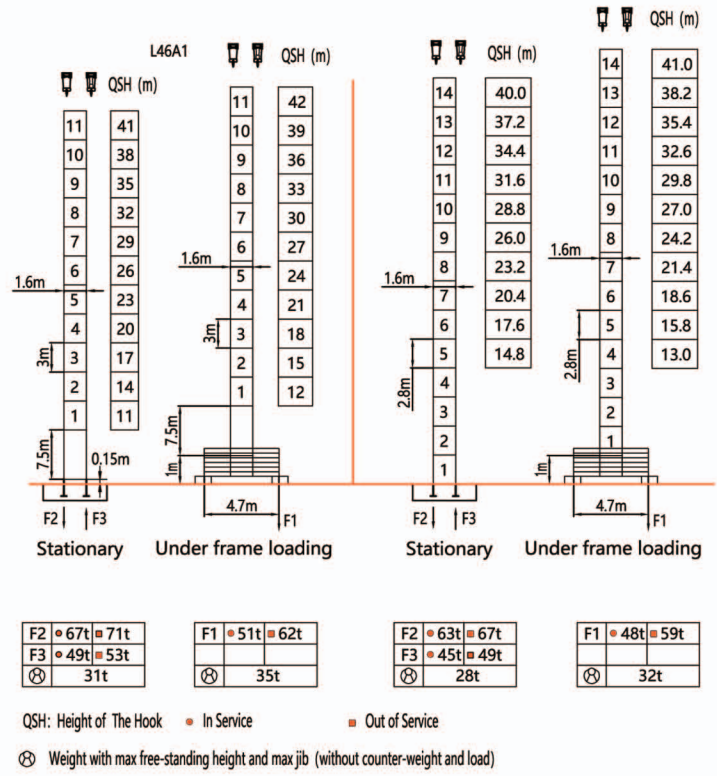 L46A1
QSH (m)
11 41
10 38
9 35
8 32
7 29
6 26
5 23
4 20
3 17
2 14
1 11
1.6m
3m
7.5m
0.15m
F2 F3
Stationary
QSH (m)
11 42
10 39
9 36
8 33
7 30
6 27
5 24
4 21
3 18
2 15
1 12
1.6m
3m
7.5m
1m
4.7m
F1
Under frame loading
QSH (m)
14 40.0
13 37.2
12 34.4
11 31.6
10 28.8
9 26.0
8 23.2
7 20.4
6 17.6
5 14.8
4
3
2
1
1.6m
2.8m
F2 F3
Stationary
QSH (m)
14 41.0
13 38.2
12 35.4
11 32.6
10 29.8
9 27.0
8 24.2
7 21.4
6 18.6
5 15.8
4 13.0
3
2
1
1.6m
2.8m
1m
4.7m
F1
Under frame loading
F2 67t 71t
F3 49t 53t
31t
F1 51t 62t
35t
F2 63t 67t
F3 45t 49t
28t
F1 48t 59t
32t
QSH: Height of The Hook In Service Out of Service
Weight with max free-standing height and max jib (without counter-weight and load)